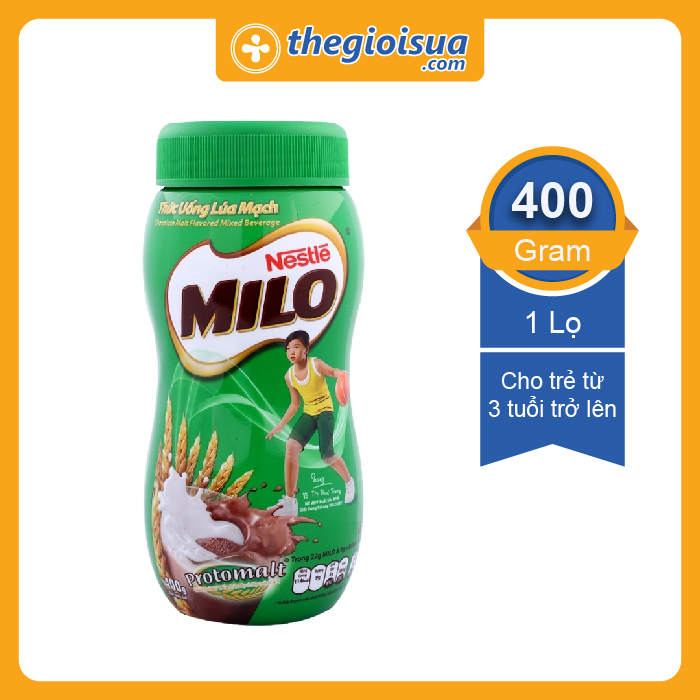 thegioisua
.com
Thức Uống Lúa Mạch
Chocolate Malt Flavored Mixed Beverage
Nestlé
MILO
400
Gram
1 Lọ
Cho trẻ từ
3 tuổi trở lên
Protomalt
400g